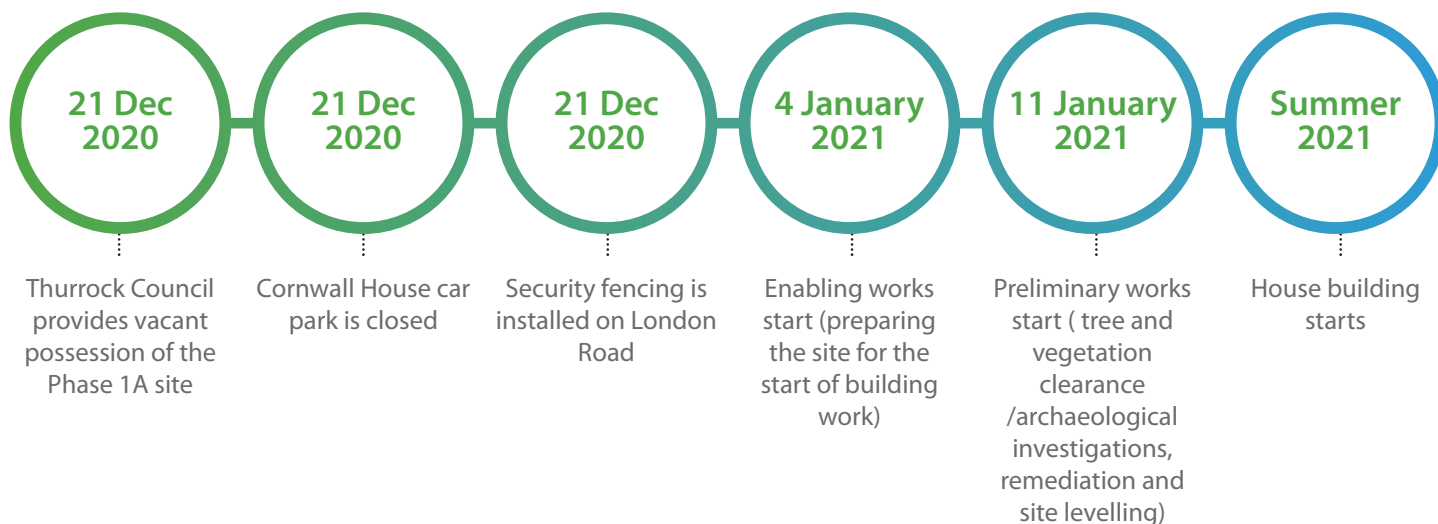 21 Dec
2020
21 Dec
2020
21 Dec
2020
4 January
2021
11 January
2021
Summer
2021
Thurrock Council
provides vacant
possession of the
Phase 1A site
Cornwall House car
park is closed
Security fencing is
installed on London
Road
Enabling works
start (preparing
the site for the
start of building
work)
Preliminary works
start ( tree and
vegetation
clearance
/archaeological
investigations,
remediation and
site levelling)
House building
starts